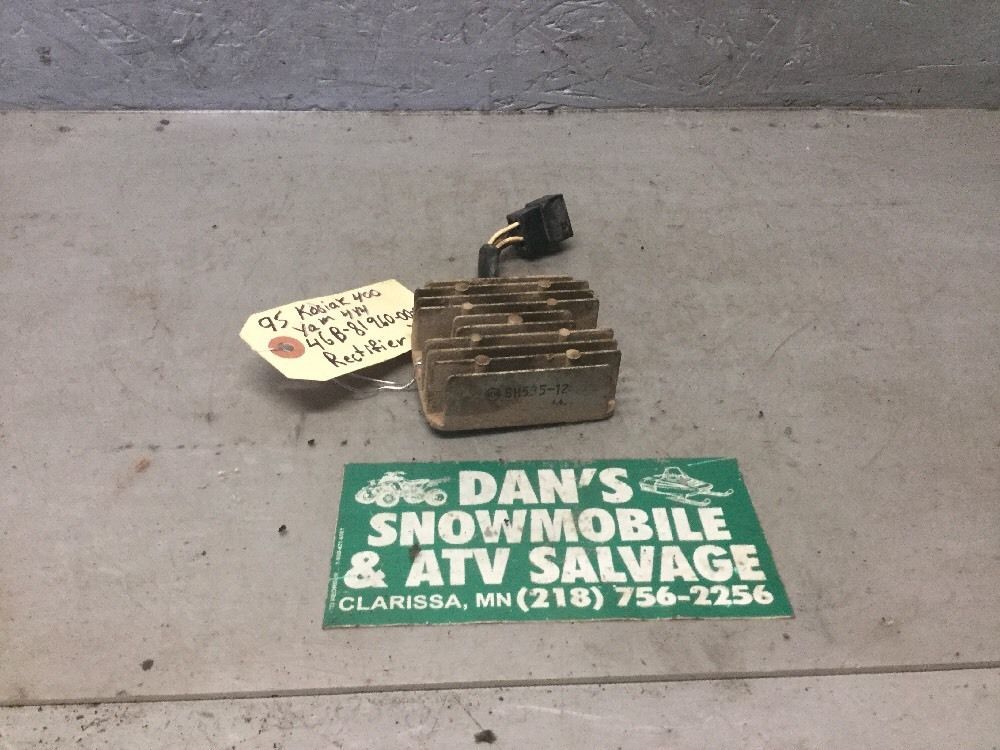 95 Kodiak 400
Yam 4x4
46B-81960-00
Rectifier
SH535-12
DAN'S
SNOWMOBILE
& ATV SALVAGE
CLARISSA, MN (218) 756-2256